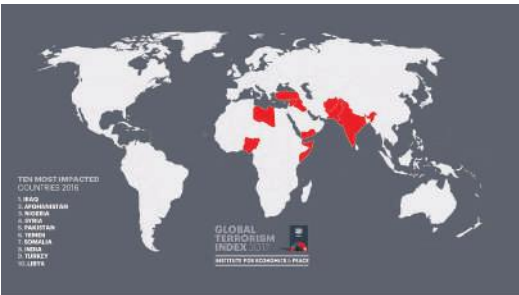 TEN MOST IMPACTED
COUNTRIES 2016
1. IRAQ
2. AFGHANISTAN
3. NIGERIA
4. SYRIA
5. PAKISTAN
6. YEMEN
7. SOMALIA
8. INDIA
9. TURKEY
10. LIBYA
GLOBAL
TERRORISM
INDEX
INSTITUTE FOR ECONOMICS & PEACE